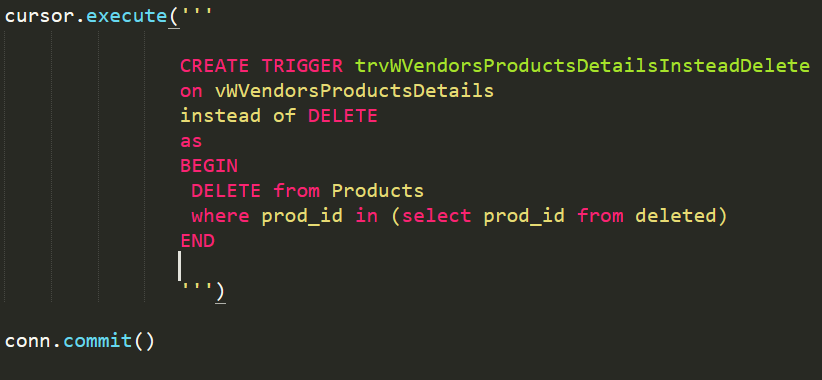 cursor.execute('''
CREATE TRIGGER trvWVendorsProductsDetailsInsteadDelete
on vWVendorsProductsDetails
instead of DELETE
as
BEGIN
DELETE from Products
where prod_id in (select prod_id from deleted)
END
''')
conn.commit()